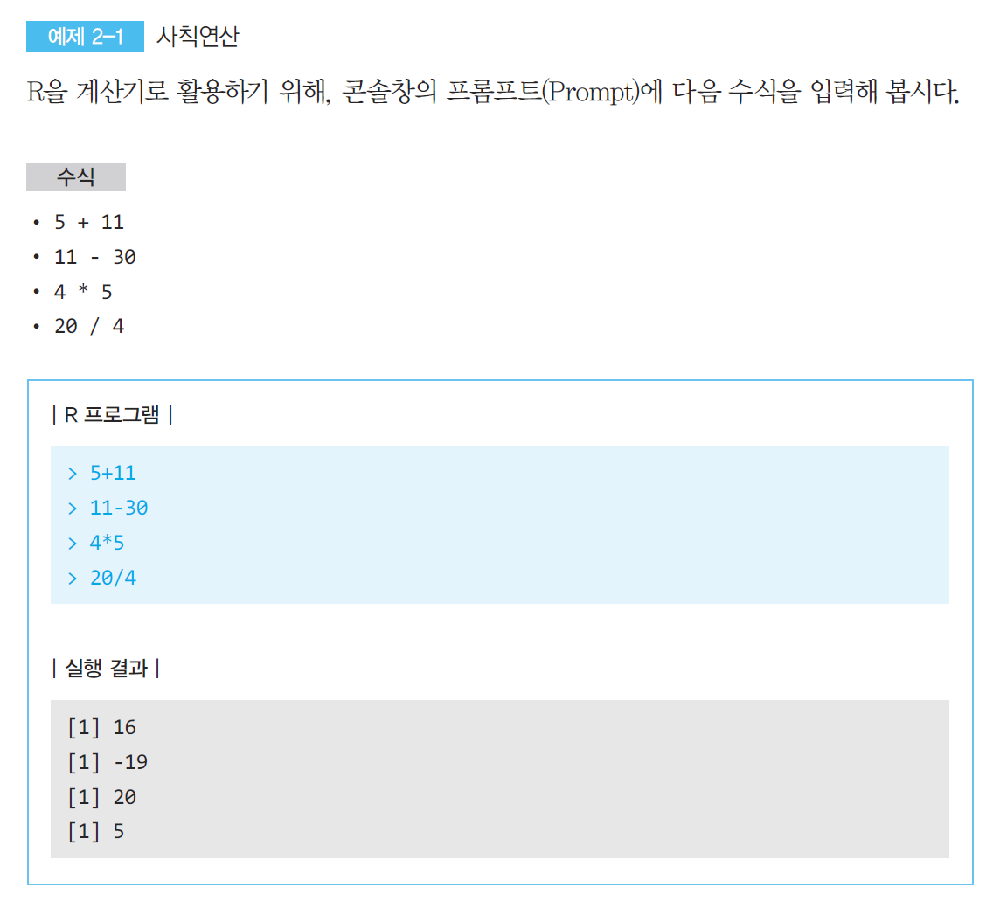 예제 2-1 사칙연산
R을 계산기로 활용하기 위해, 콘솔창의 프롬프트(Prompt)에 다음 수식을 입력해 봅시다.
수식
• 5 + 11
• 11 - 30
• 4 * 5
• 20 / 4
| R 프로그램 |
> 5+11
> 11-30
> 4*5
> 20/4
| 실행 결과 |
[1] 16
[1] -19
[1] 20
[1] 5